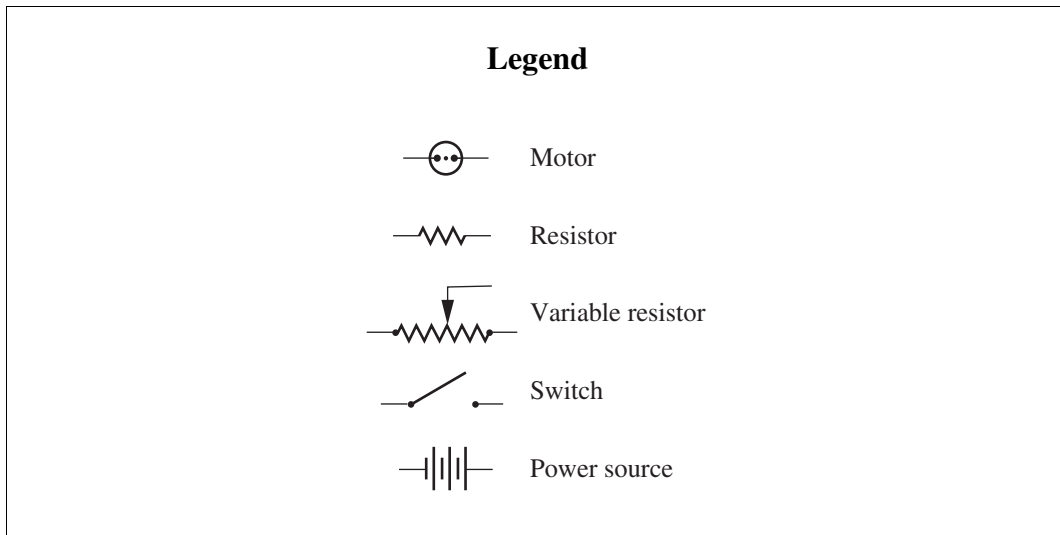 Legend
Motor
Resistor
Variable resistor
Switch
Power source